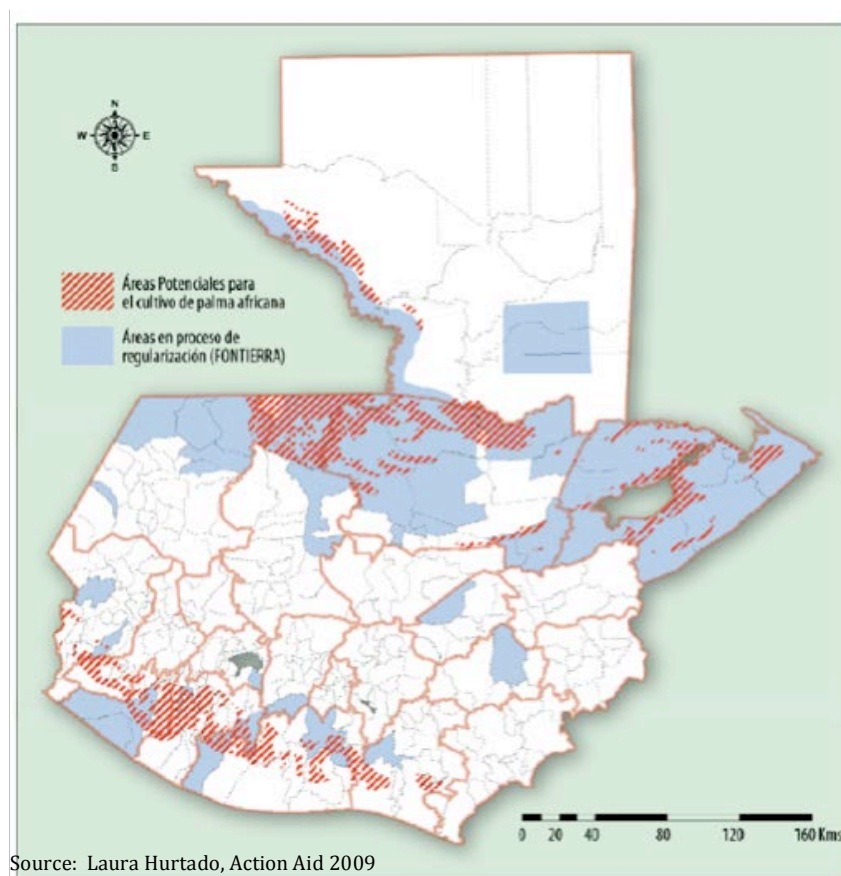 N
W E
S
Áreas Potenciales para
el cultivo de palma africana
Áreas en proceso de
regularización (FONTIERRA)
0 20 40 80 120 160 Kms
Source: Laura Hurtado, Action Aid 2009